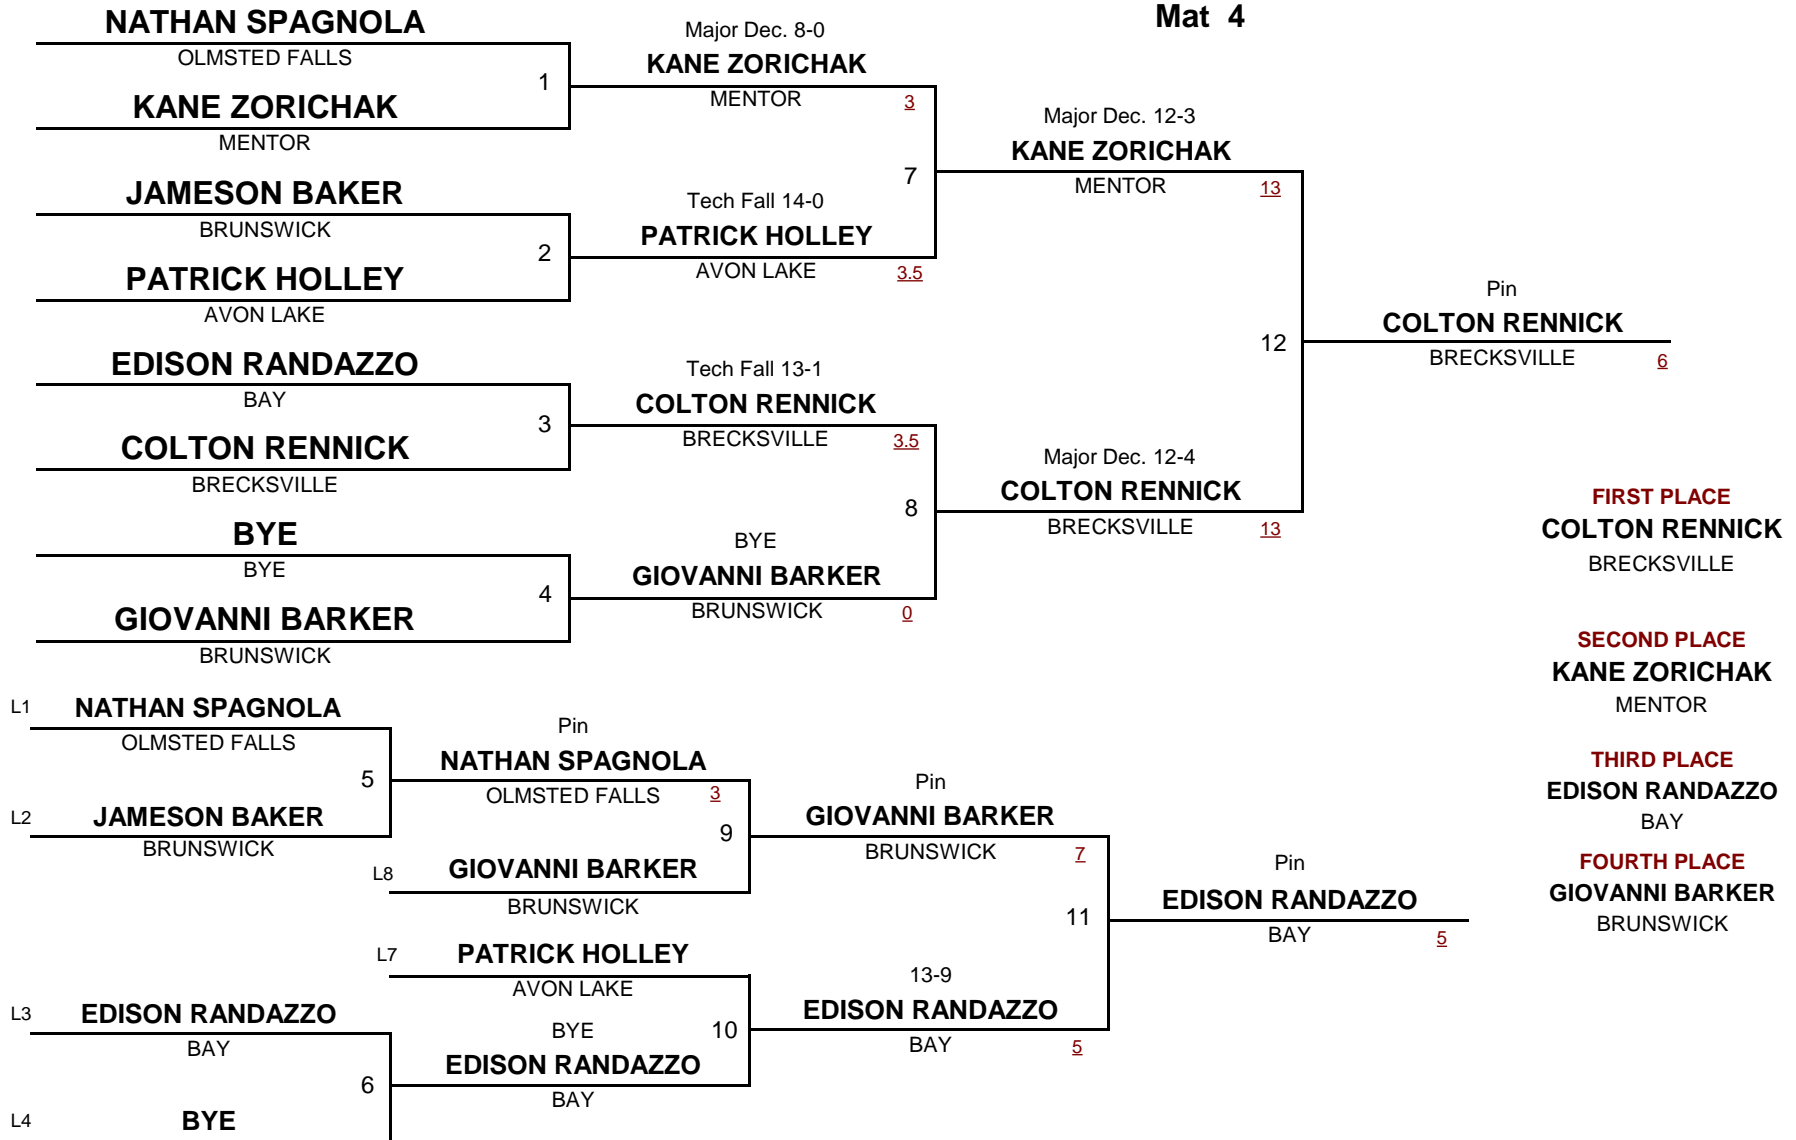 Mat 4
NATHAN SPAGNOLA
OLMSTED FALLS
1
KANE ZORICHAK
MENTOR
JAMESON BAKER
BRUNSWICK
2
PATRICK HOLLEY
AVON LAKE
EDISON RANDAZZO
BAY
3
COLTON RENNICK
BRECKSVILLE
BYE
BYE
4
GIOVANNI BARKER
BRUNSWICK
Major Dec. 8-0
KANE ZORICHAK
MENTOR 3
7
Tech Fall 14-0
PATRICK HOLLEY
AVON LAKE 3.5
Tech Fall 13-1
COLTON RENNICK
BRECKSVILLE 3.5
8
BYE
GIOVANNI BARKER
BRUNSWICK 0
Major Dec. 12-3
KANE ZORICHAK
MENTOR 13
12
Major Dec. 12-4
COLTON RENNICK
BRECKSVILLE 13
Pin
COLTON RENNICK
BRECKSVILLE 6
FIRST PLACE
COLTON RENNICK
BRECKSVILLE
SECOND PLACE
KANE ZORICHAK
MENTOR
THIRD PLACE
EDISON RANDAZZO
BAY
FOURTH PLACE
GIOVANNI BARKER
BRUNSWICK
L1 NATHAN SPAGNOLA
OLMSTED FALLS
5
L2 JAMESON BAKER
BRUNSWICK
L3 EDISON RANDAZZO
BAY
6
L4 BYE
Pin
NATHAN SPAGNOLA
OLMSTED FALLS 3
9
L8 GIOVANNI BARKER
BRUNSWICK
L7 PATRICK HOLLEY
AVON LAKE
10
BYE
EDISON RANDAZZO
BAY
Pin
GIOVANNI BARKER
BRUNSWICK 7
11
13-9
EDISON RANDAZZO
BAY 5
Pin
EDISON RANDAZZO
BAY 5